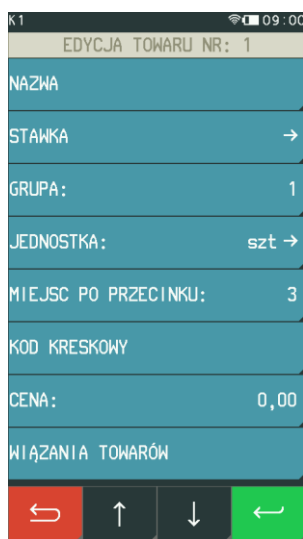 K1 09:00
EDYCJA TOWARU NR: 1
NAZWA
STAWKA →
GRUPA: 1
JEDNOSTKA: szt →
MIEJSC PO PRZECINKU: 3
KOD KRESKOWY
CENA: 0,00
WIĄZANIA TOWARÓW